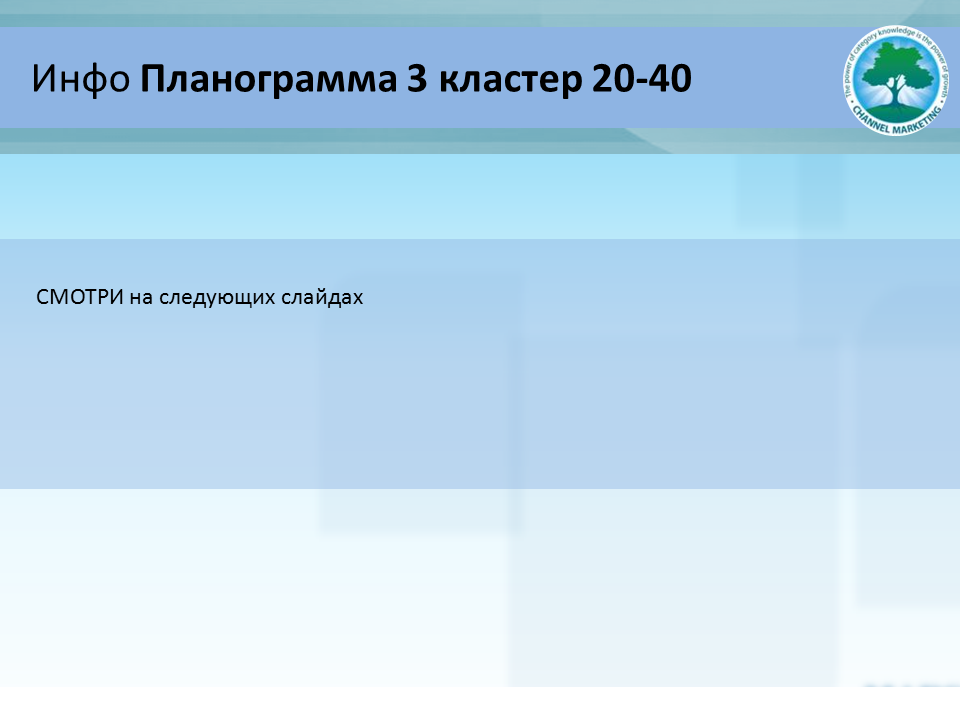 Инфо Планограмма 3 кластер 20-40
The power of category knowledge is the power of growth
• CHANNEL MARKETING •
СМОТРИ на следующих слайдах